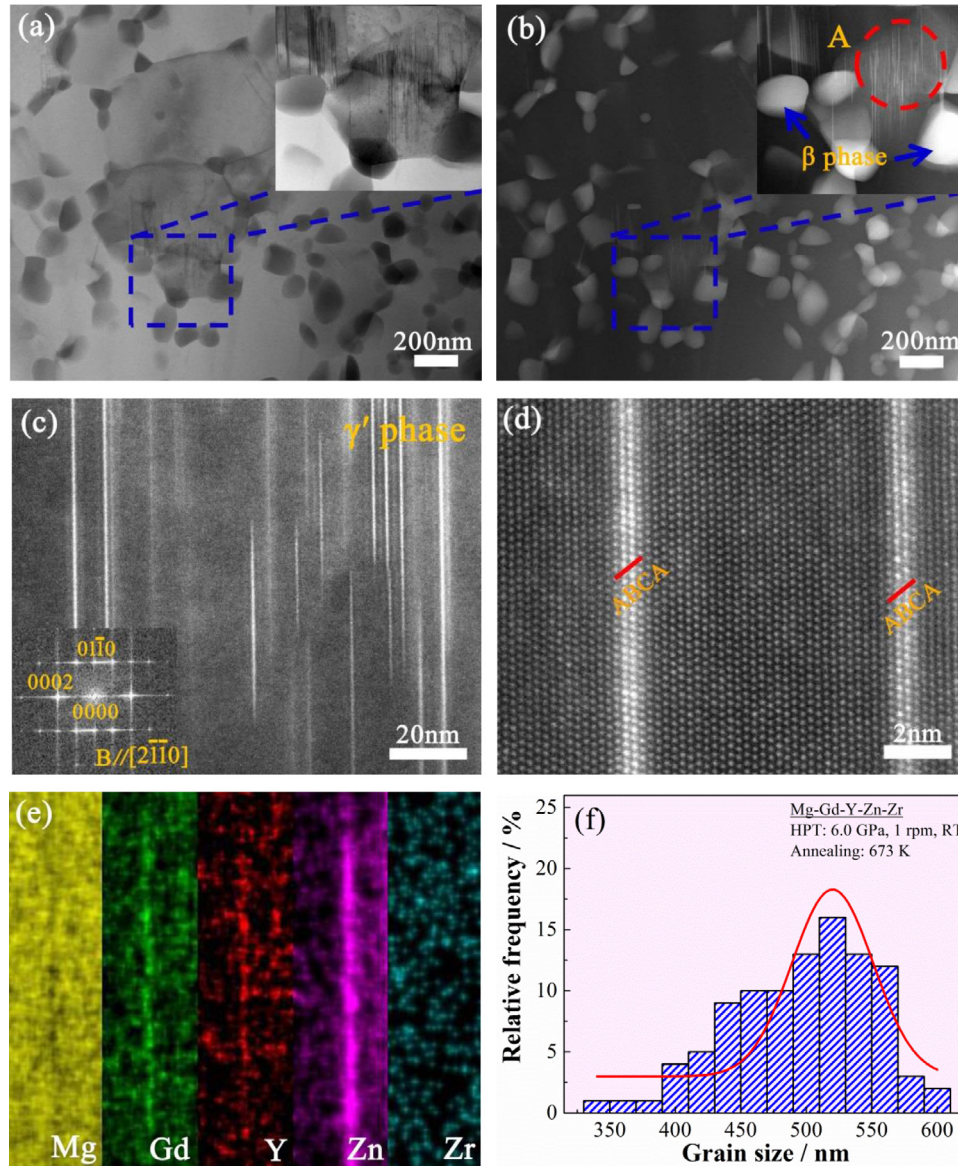 (a)
200nm
(b)
A
β phase
200nm
(c)
γ′ phase
01̅10
0002
0000
B//[2̅1̅10]
20nm
(d)
ABCA
ABCA
2nm
(e)
Mg
Gd
Y
Zn
Zr
(f)
Mg-Gd-Y-Zn-Zr
HPT: 6.0 GPa, 1 rpm, RT
Annealing: 673 K
Relative frequency / %
25
20
15
10
5
0
350
400
450
500
550
600
Grain size / nm